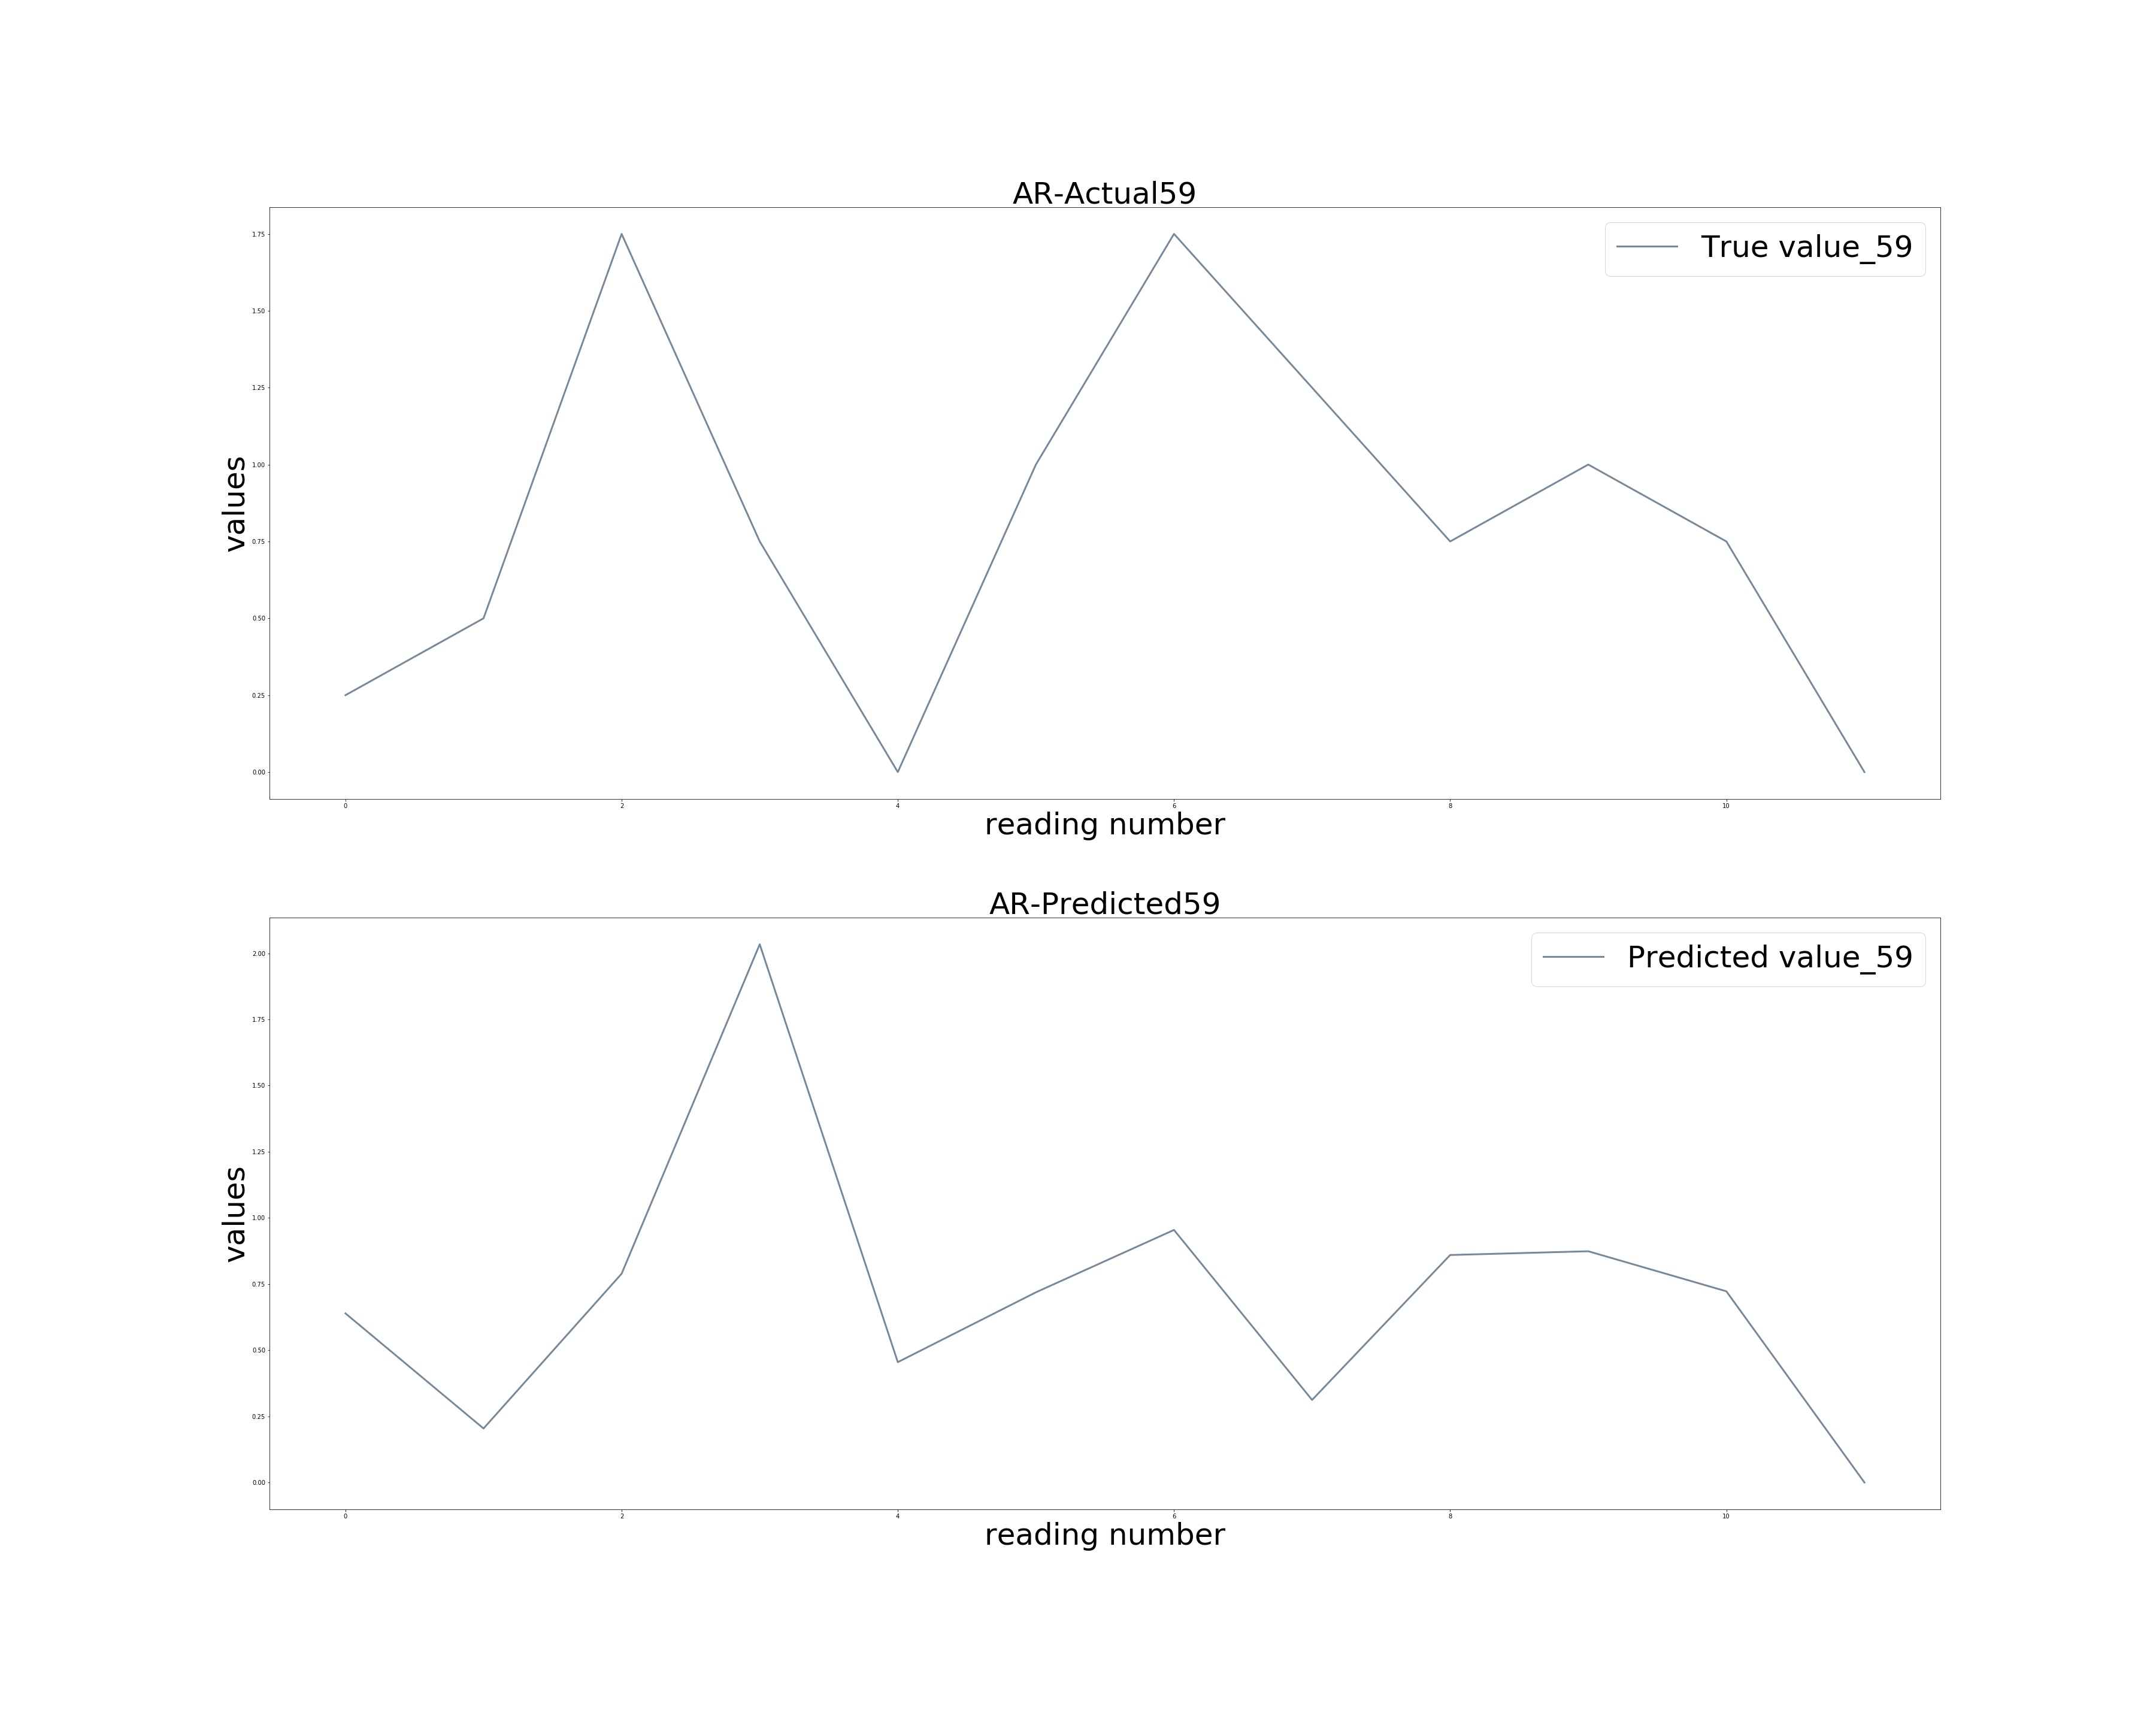 AR-Actual59
True value_59
values
1.75
1.50
1.25
1.00
0.75
0.50
0.25
0.00
0 2 4 6 8 10
reading number
AR-Predicted59
Predicted value_59
values
2.00
1.75
1.50
1.25
1.00
0.75
0.50
0.25
0.00
0 2 4 6 8 10
reading number